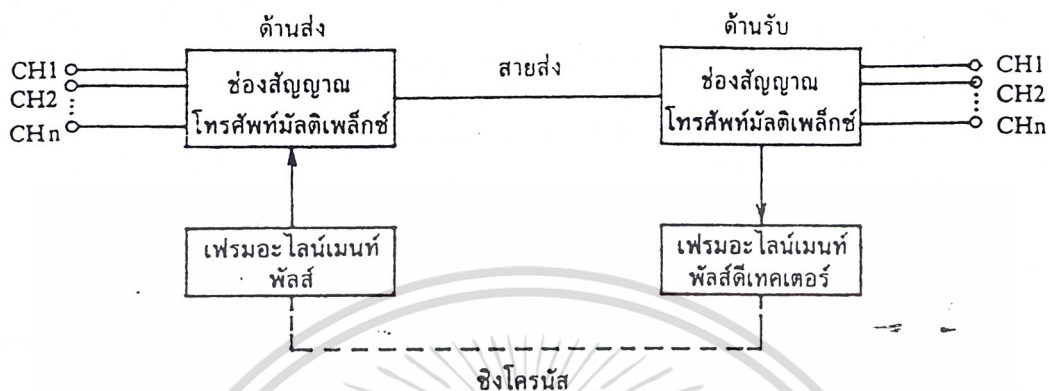 ด้านส่ง
ด้านรับ
CH1
CH2
CHn
ช่องสัญญาณ
โทรศัพท์มัลติเพล็กซ์
สายส่ง
ช่องสัญญาณ
โทรศัพท์มัลติเพล็กซ์
CH1
CH2
CHn
เฟรมอะไลน์เมนท์
พัลส์
เฟรมอะไลน์เมนท์
พัลส์ดีเทคเตอร์
ซิงโครนัส